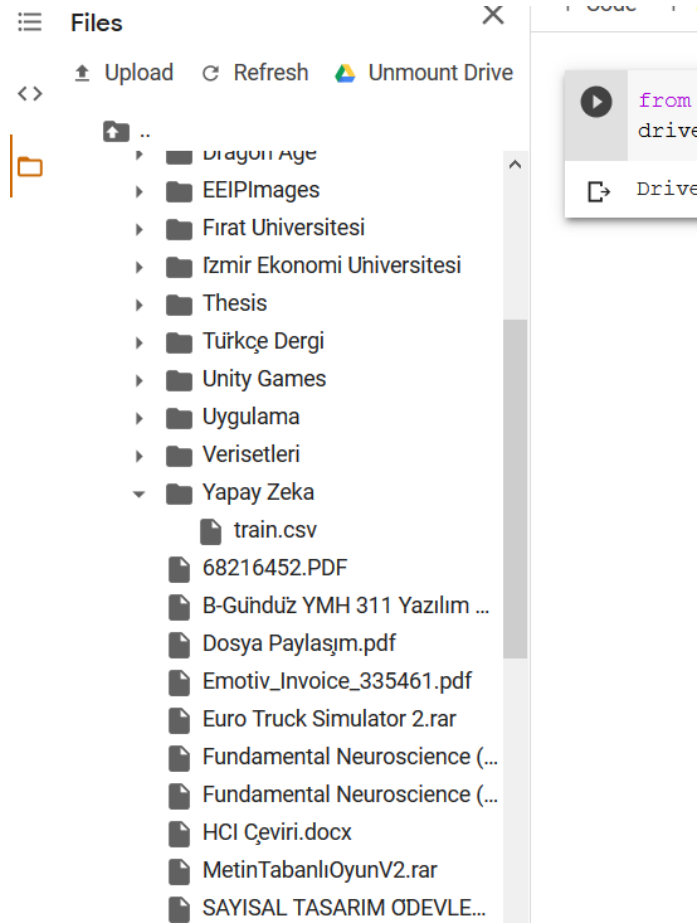 Files
Upload Refresh Unmount Drive
..
Dragon Age
EEIPImages
Fırat Üniversitesi
İzmir Ekonomi Üniversitesi
Thesis
Türkçe Dergi
Unity Games
Uygulama
Verisetleri
Yapay Zeka
train.csv
68216452.PDF
B-Gündüz YMH 311 Yazılım ...
Dosya Paylaşım.pdf
Emotiv_Invoice_335461.pdf
Euro Truck Simulator 2.rar
Fundamental Neuroscience (...
Fundamental Neuroscience (...
HCI Çeviri.docx
MetinTabanlıOyunV2.rar
SAYISAL TASARIM ÖDEVLE...
Code
from
drive
Drive